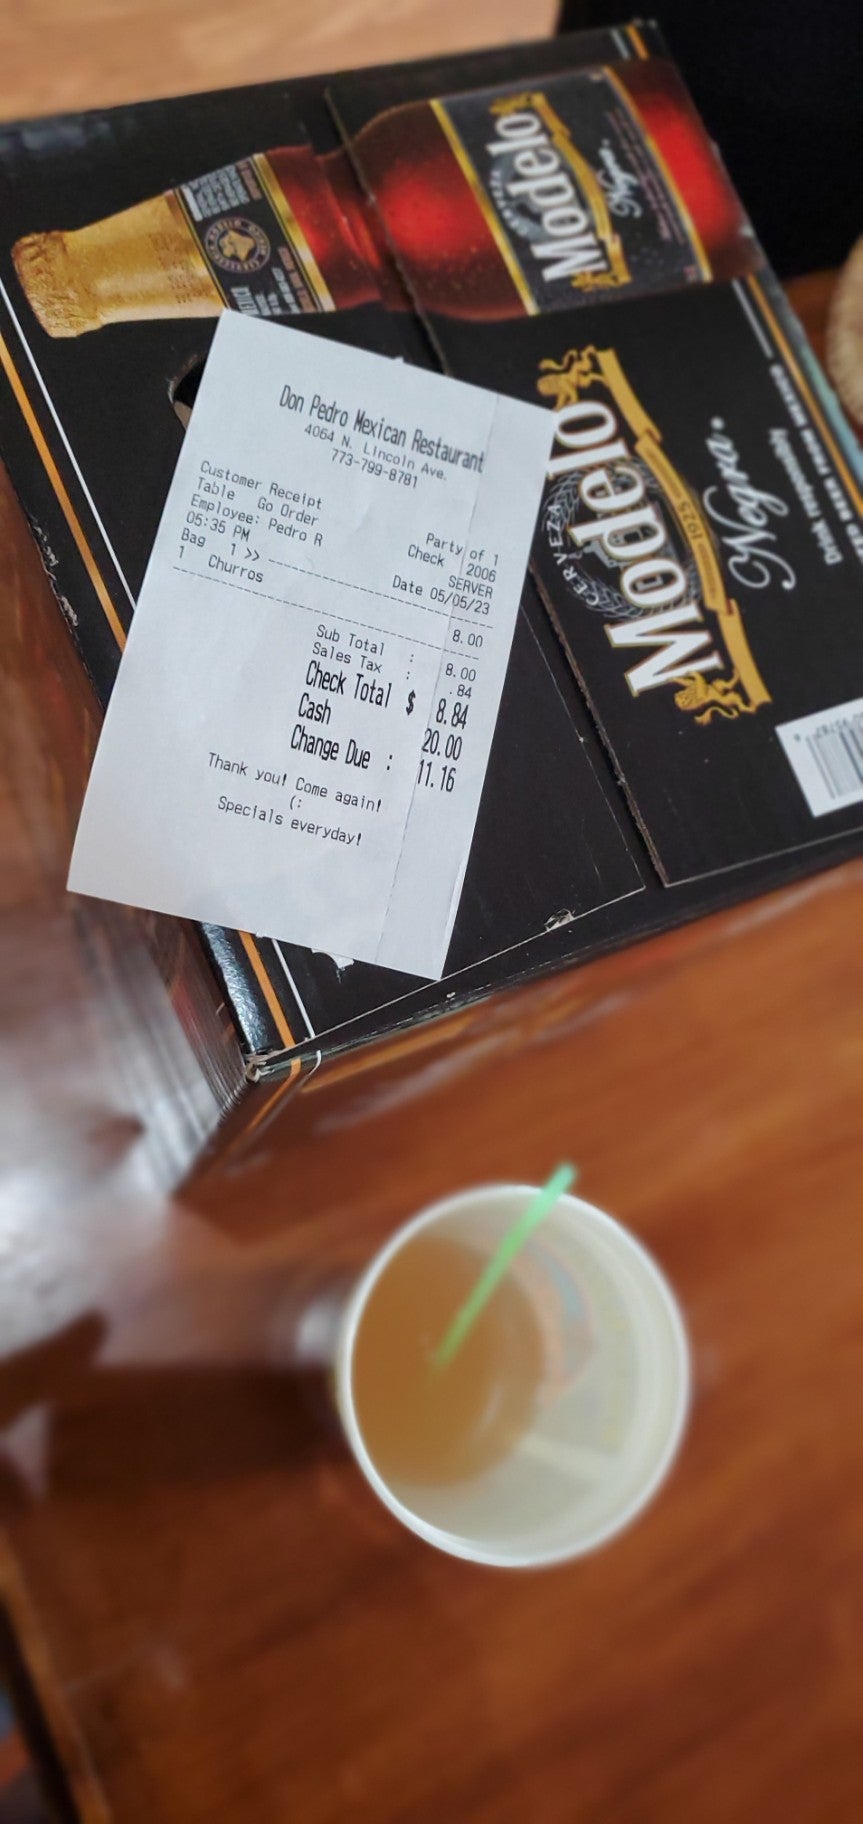 Modelo
Negra.
Don Pedro Mexican Restaurant
4064 N. Lincoln Ave.
773-799-8781
Customer Receipt
Table Go Order Party of 1
Employee: Pedro R Check 2006
05:35 PM SERVER
Bag 1 >> Date 05/05/23
1 Churros 8.00
Sub Total : 8.00
Sales Tax : .84
Check Total $ 8.84
Cash 20.00
Change Due : 11.16
Thank you! Come again!
(:
Specials everyday!
CERVEZA
Modelo
1925
Negra.
Drink responsibly